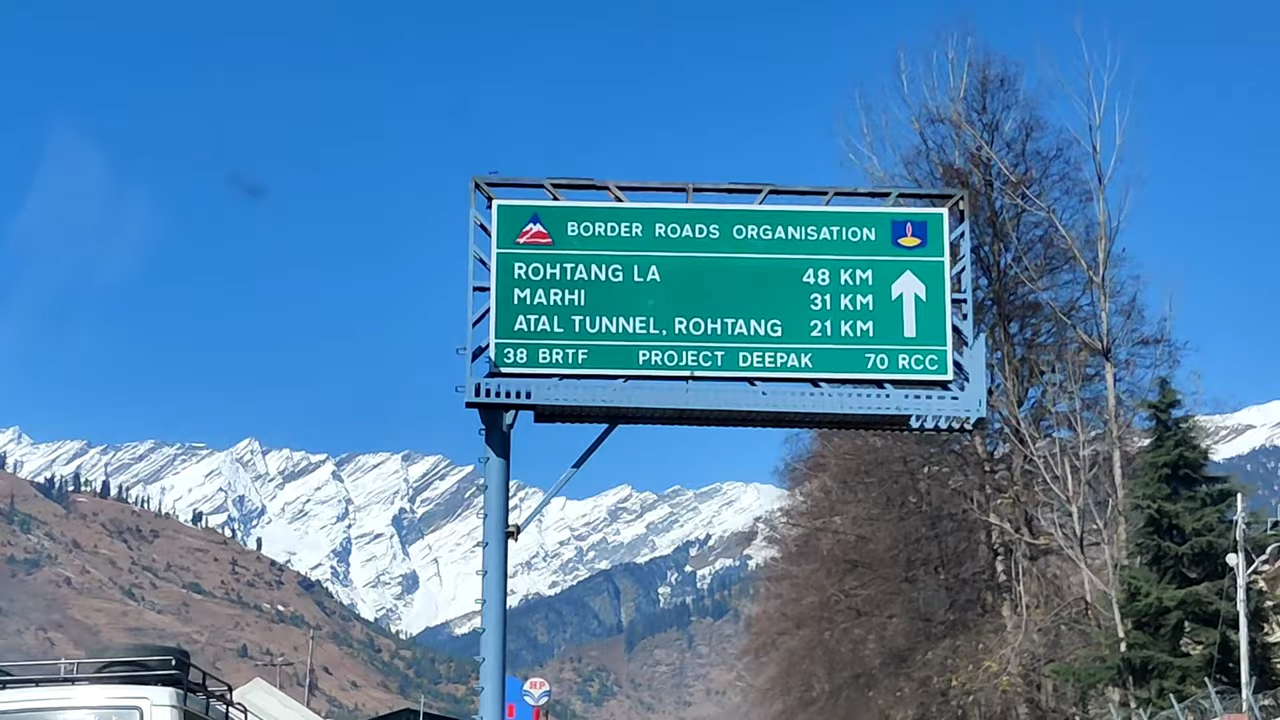 BORDER ROADS ORGANISATION
ROHTANG LA 48 KM
MARHI 31 KM
ATAL TUNNEL, ROHTANG 21 KM
38 BRTF PROJECT DEEPAK 70 RCC
HP